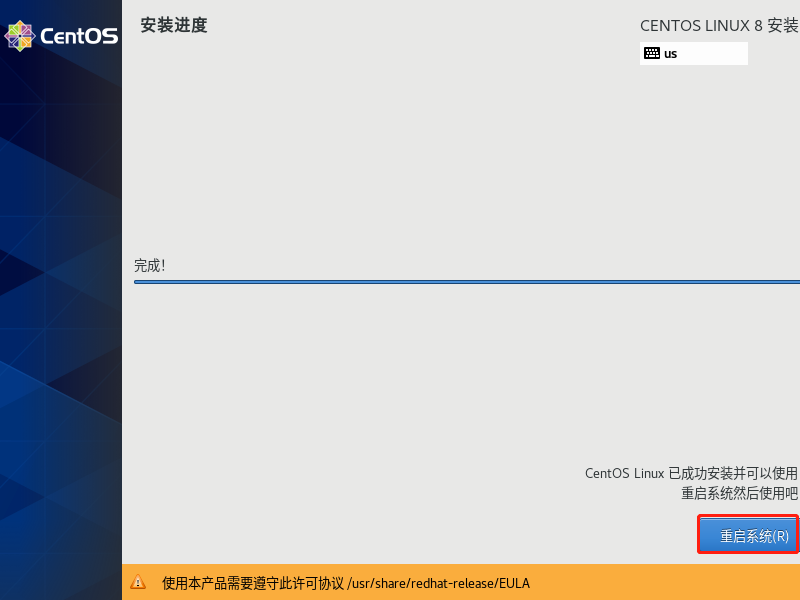 CentOS
安装进度
CENTOS LINUX 8 安装
us
完成!
CentOS Linux 已成功安装并可以使用
重启系统然后使用吧
重启系统(R)
使用本产品需要遵守此许可协议 /usr/share/redhat-release/EULA